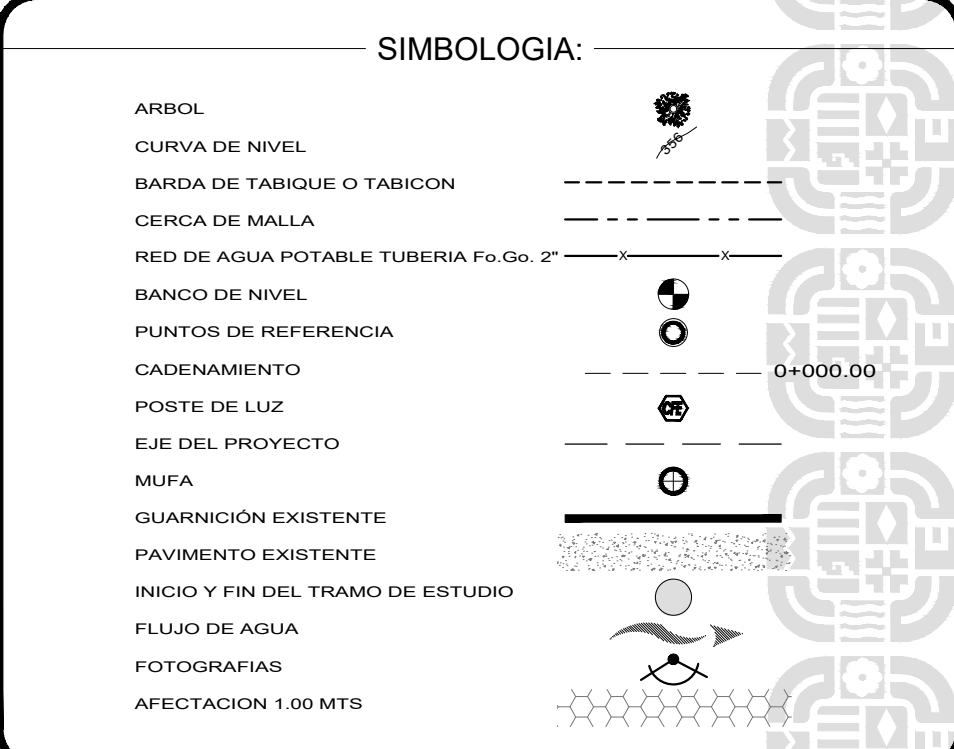 SIMBOLOGIA:
ARBOL
CURVA DE NIVEL
356
BARDA DE TABIQUE O TABICON
CERCA DE MALLA
RED DE AGUA POTABLE TUBERIA Fo.Go. 2" X X
BANCO DE NIVEL
PUNTOS DE REFERENCIA
CADENAMIENTO 0+000.00
POSTE DE LUZ CFE
EJE DEL PROYECTO
MUFA
GUARNICIÓN EXISTENTE
PAVIMENTO EXISTENTE
INICIO Y FIN DEL TRAMO DE ESTUDIO
FLUJO DE AGUA
FOTOGRAFIAS
AFECTACION 1.00 MTS